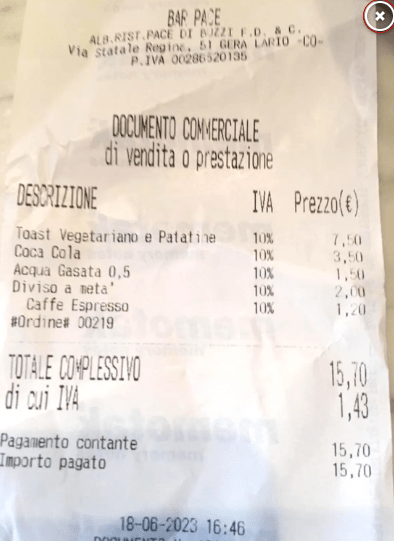 BAR PACE
ALB.RIST.PACE DI BUZZI F.D. & C.
Via Statale Regina, 51 GERA LARIO -CO-
P.IVA 00286520135
DOCUMENTO COMMERCIALE
di vendita o prestazione
DESCRIZIONE IVA Prezzo(€)
Toast Vegetariano e Patatine 10% 7,50
Coca Cola 10% 3,50
Acqua Gasata 0,5 10% 1,50
Diviso a meta' 10% 2,00
Caffe Espresso 10% 1,20
#Ordine# 00219
TOTALE COMPLESSIVO 15,70
di cui IVA 1,43
Pagamento contante 15,70
Importo pagato 15,70
18-06-2023 16:46